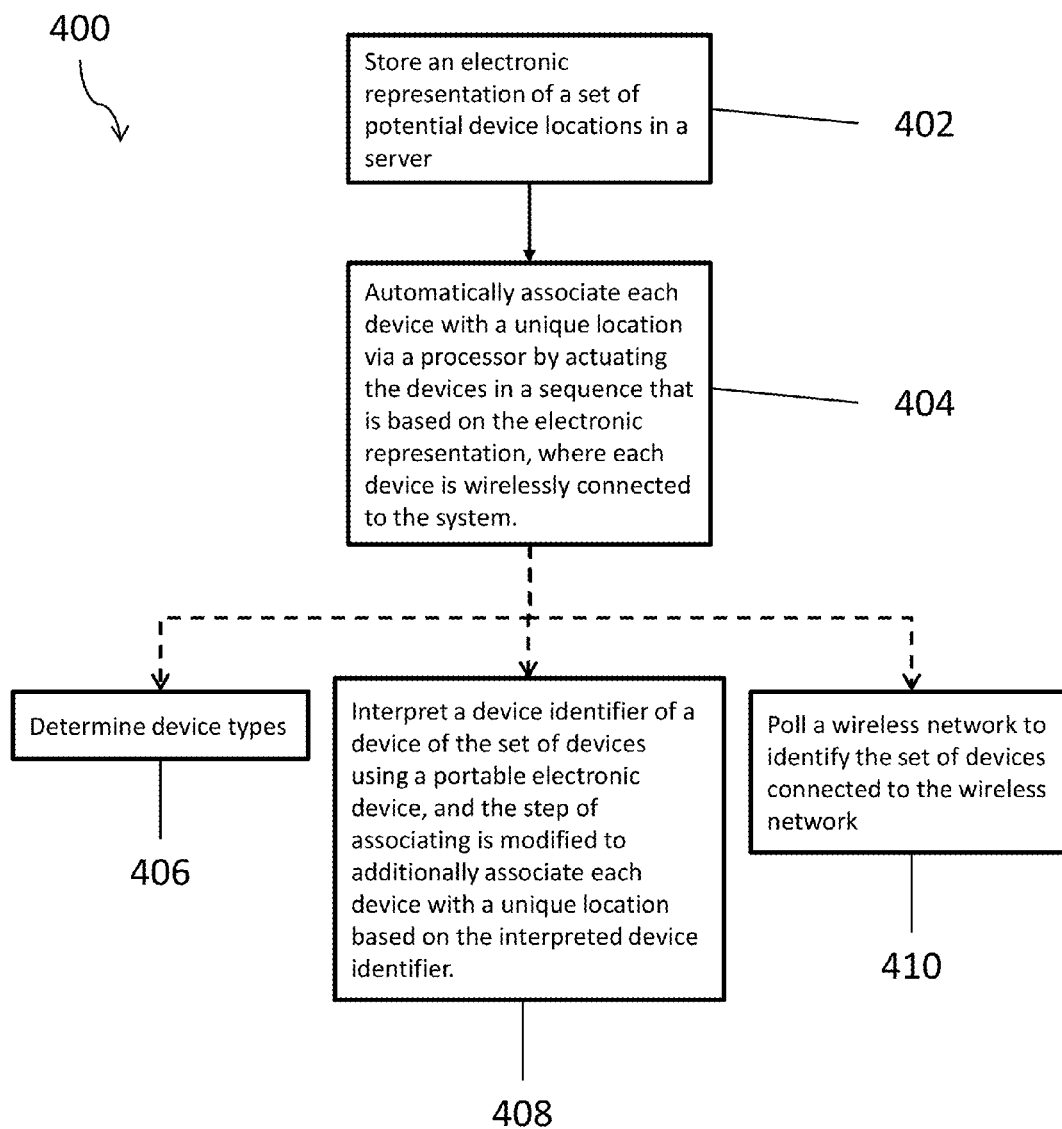 400
Store an electronic
representation of a set of
potential device locations in a
server
402
Automatically associate each
device with a unique location
via a processor by actuating
the devices in a sequence that
is based on the electronic
representation, where each
device is wirelessly connected
to the system.
404
Determine device types
406
Interpret a device identifier of a
device of the set of devices
using a portable electronic
device, and the step of
associating is modified to
additionally associate each
device with a unique location
based on the interpreted device
identifier.
408
Poll a wireless network to
identify the set of devices
connected to the wireless
network
410